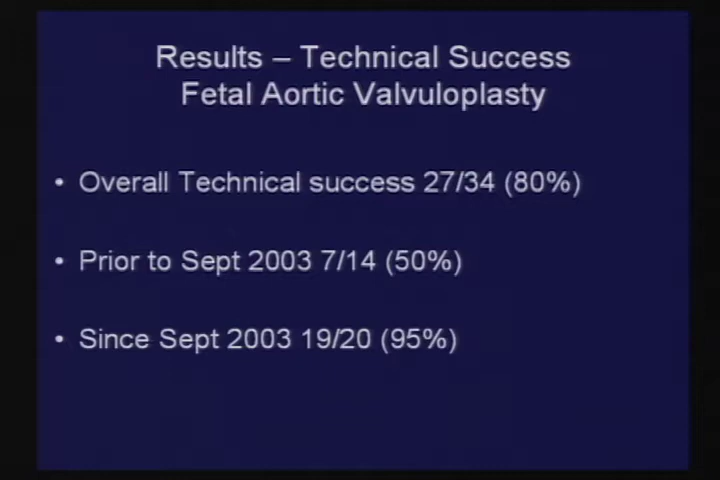 Results – Technical Success
Fetal Aortic Valvuloplasty
• Overall Technical success 27/34 (80%)
• Prior to Sept 2003 7/14 (50%)
• Since Sept 2003 19/20 (95%)